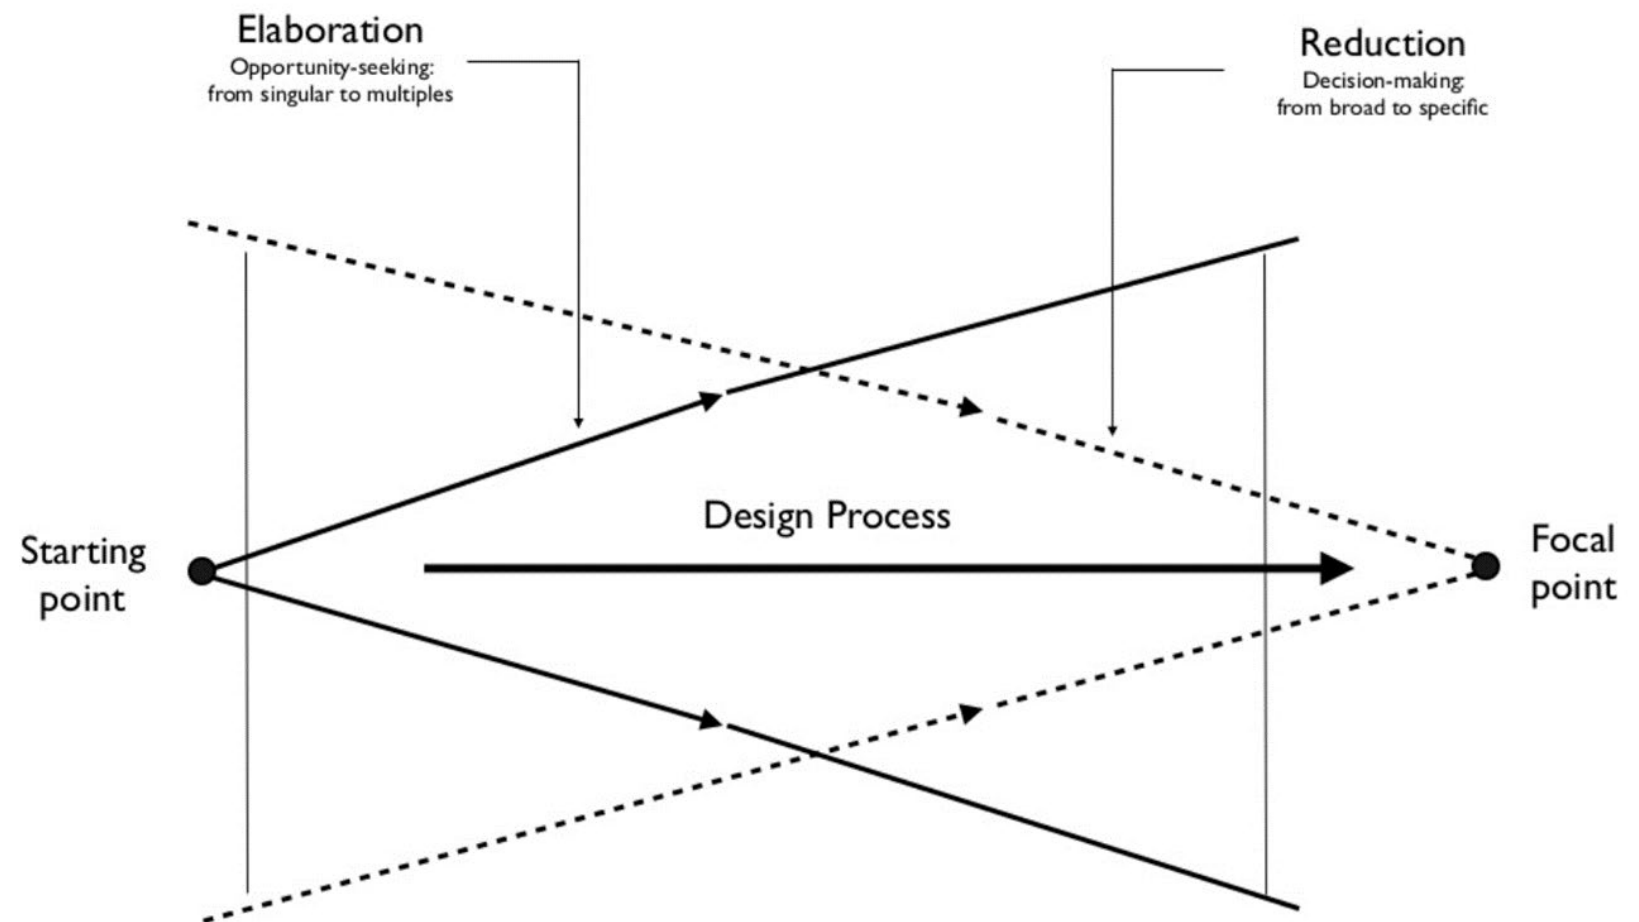 Elaboration
Opportunity-seeking:
from singular to multiples
Reduction
Decision-making:
from broad to specific
Design Process
Starting
point
Focal
point